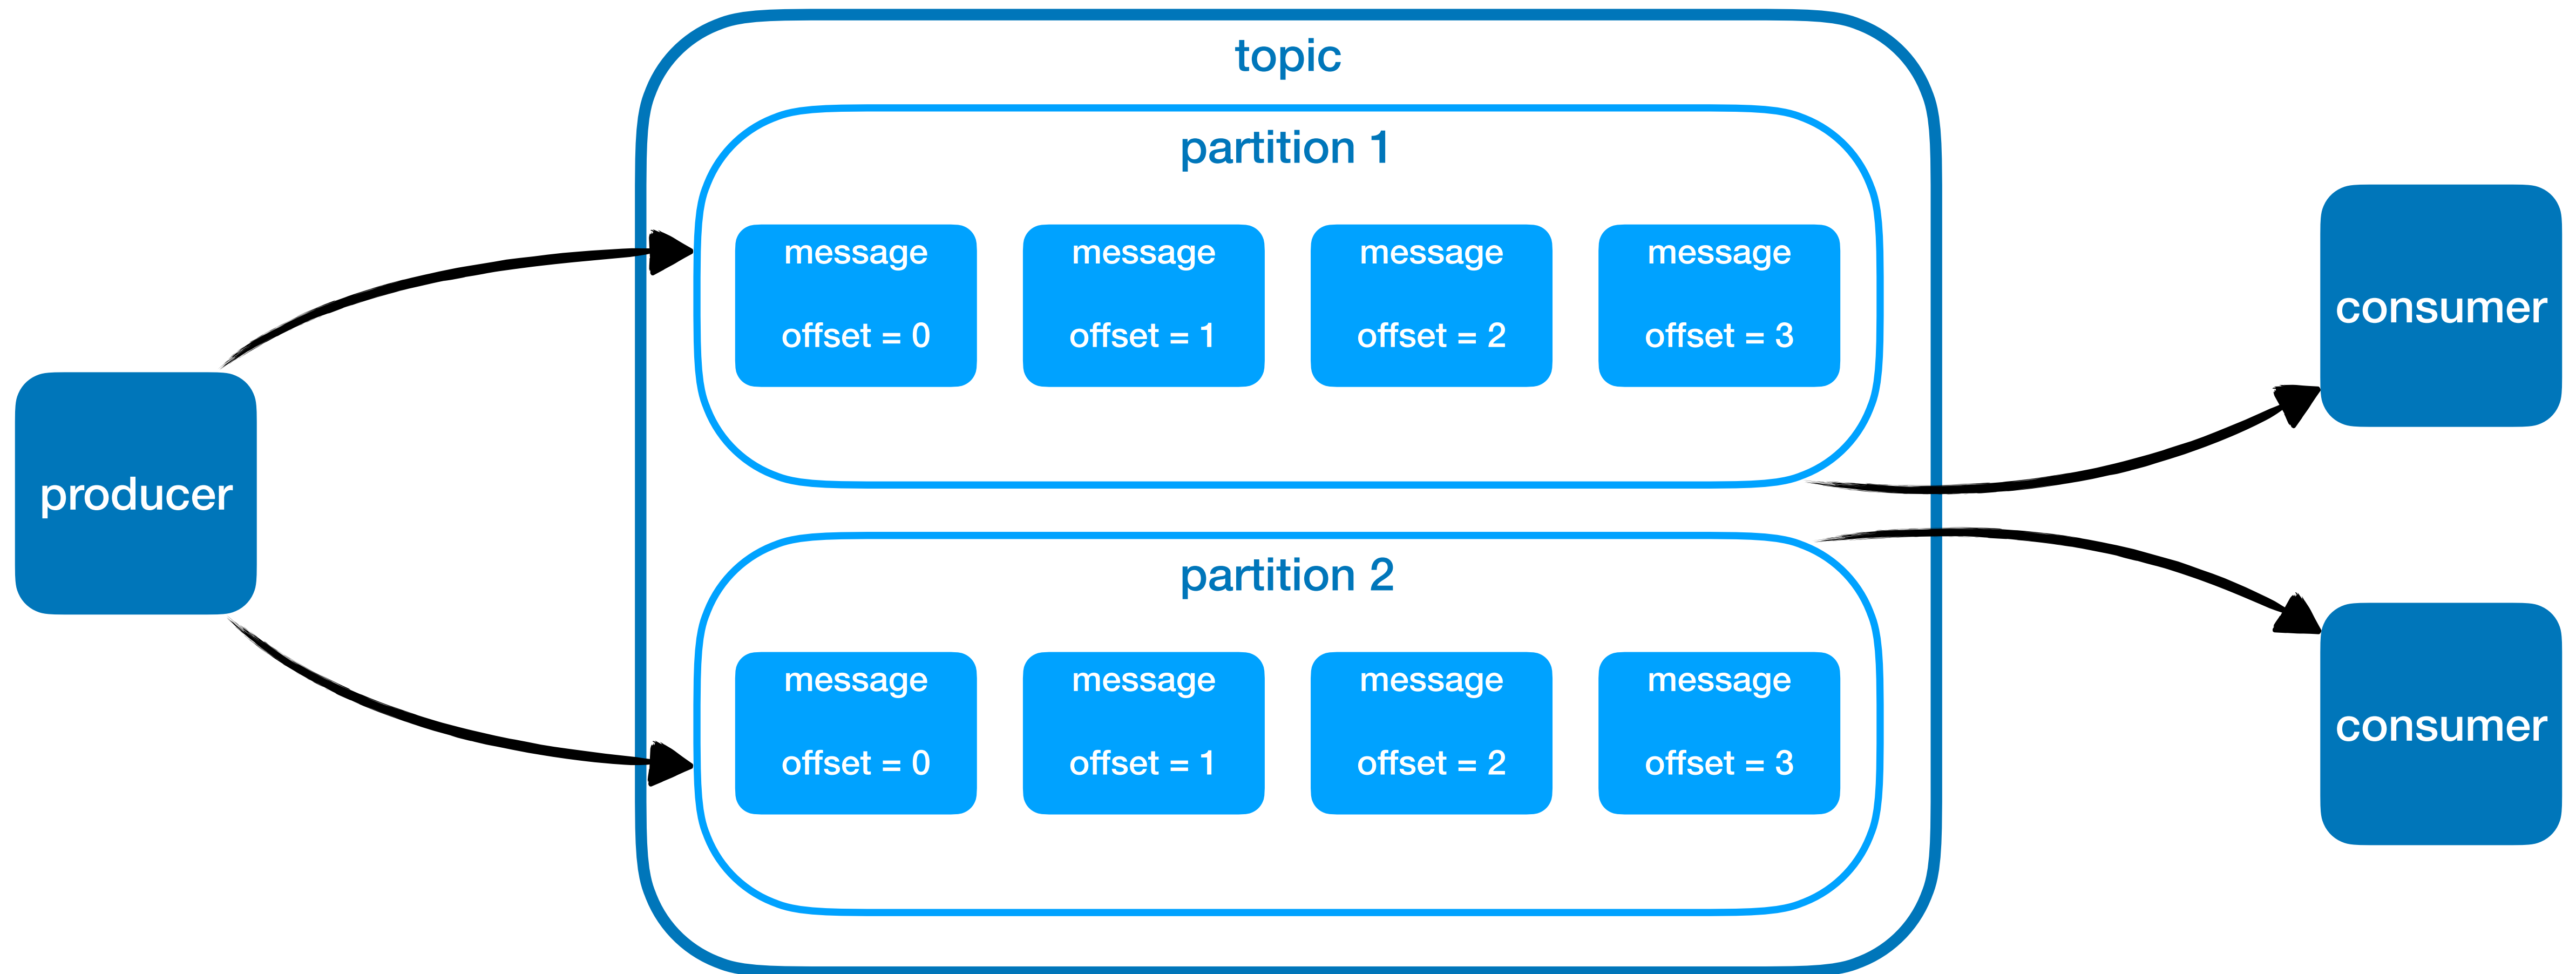 topic
partition 1
message
offset = 0
message
offset = 1
message
offset = 2
message
offset = 3
producer
partition 2
message
offset = 0
message
offset = 1
message
offset = 2
message
offset = 3
consumer
consumer